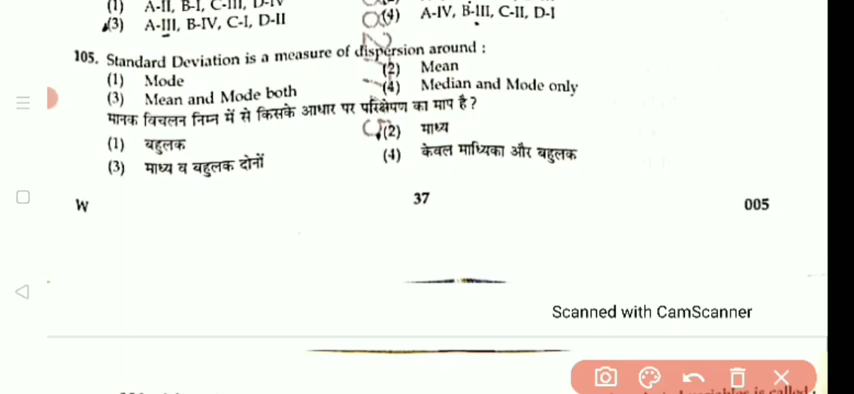 (1) A-II, B-I, C-III, D-IV
(3) A-III, B-IV, C-I, D-II
(4) A-IV, B-III, C-II, D-I
105. Standard Deviation is a measure of dispersion around :
(1) Mode
(2) Mean
(3) Mean and Mode both
(4) Median and Mode only
मानक विचलन निम्न में से किसके आधार पर परिक्षेपण का माप है ?
(1) बहुलक
(2) माध्य
(3) माध्य व बहुलक दोनों
(4) केवल माध्यिका और बहुलक
W
37
005
Scanned with CamScanner
is called